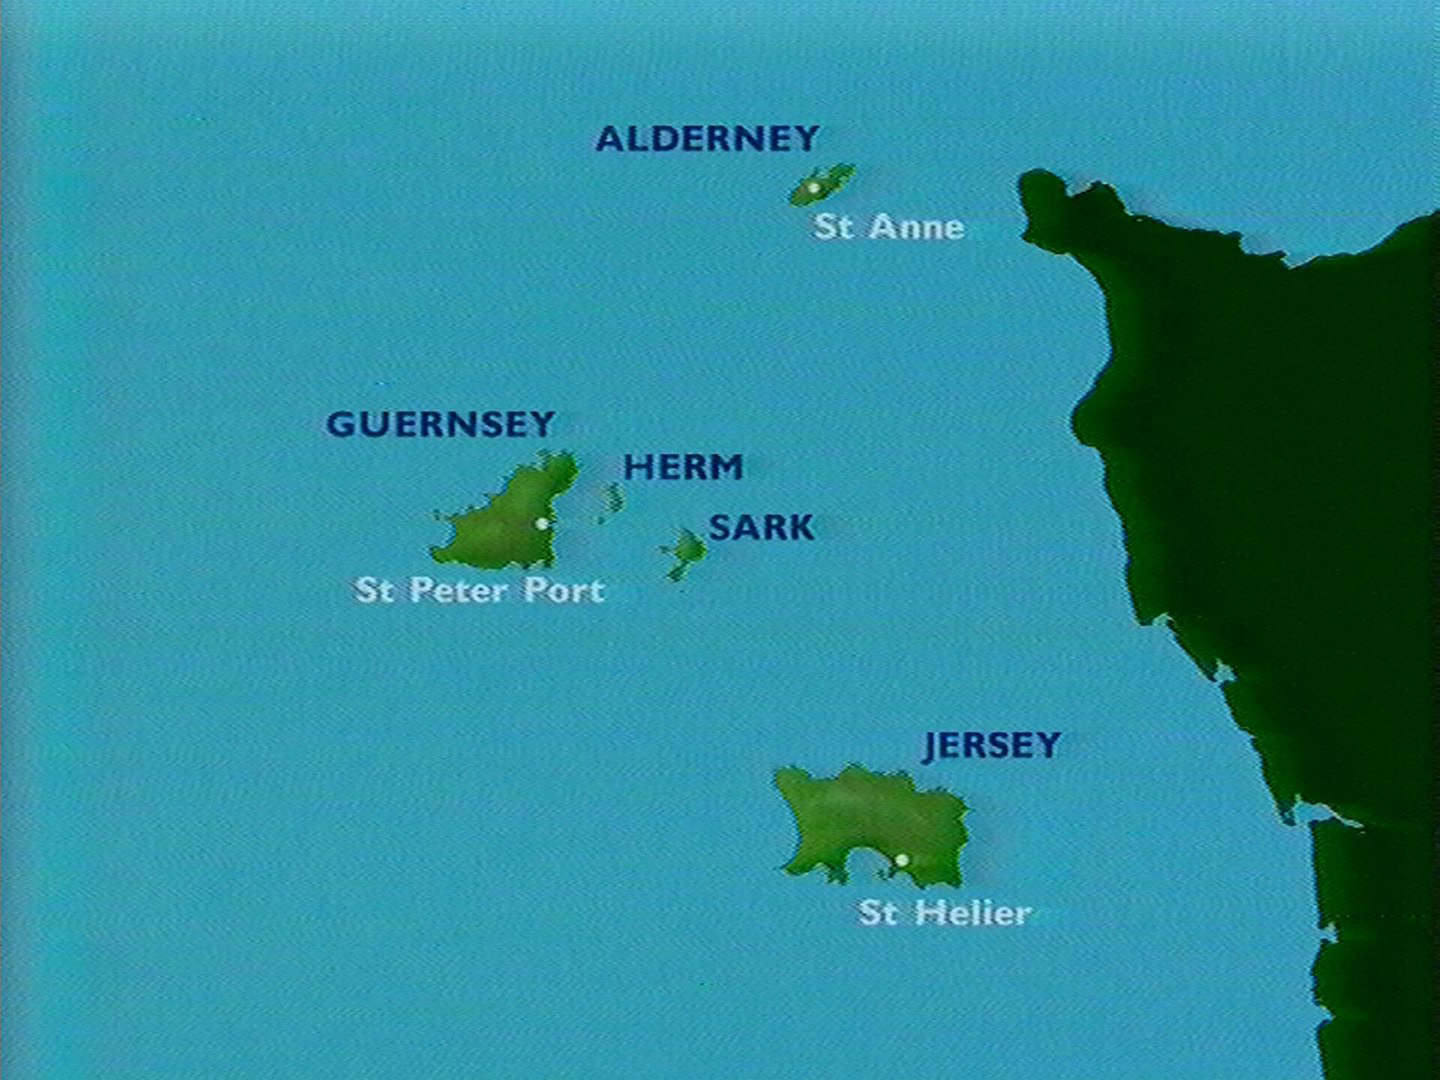 ALDERNEY
St Anne
GUERNSEY
HERM
SARK
St Peter Port
JERSEY
St Helier